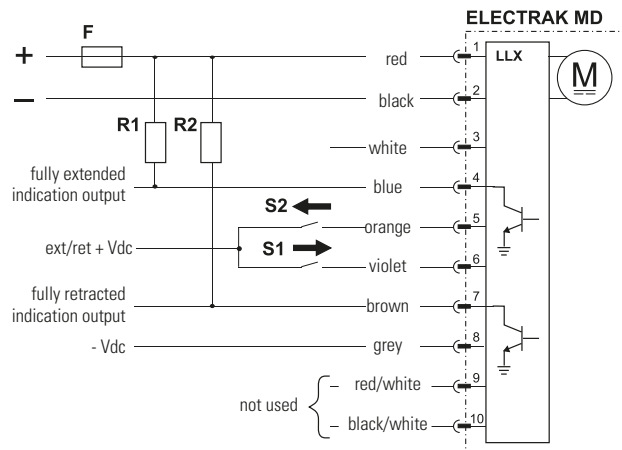 ELECTRAK MD
F
+
red
1
LLX
M
—
black
2
R1
R2
white
3
fully extended
indication output
blue
4
S2
orange
5
ext/ret + Vdc
S1
violet
6
fully retracted
indication output
brown
7
- Vdc
grey
8
not used
red/white
9
black/white
10